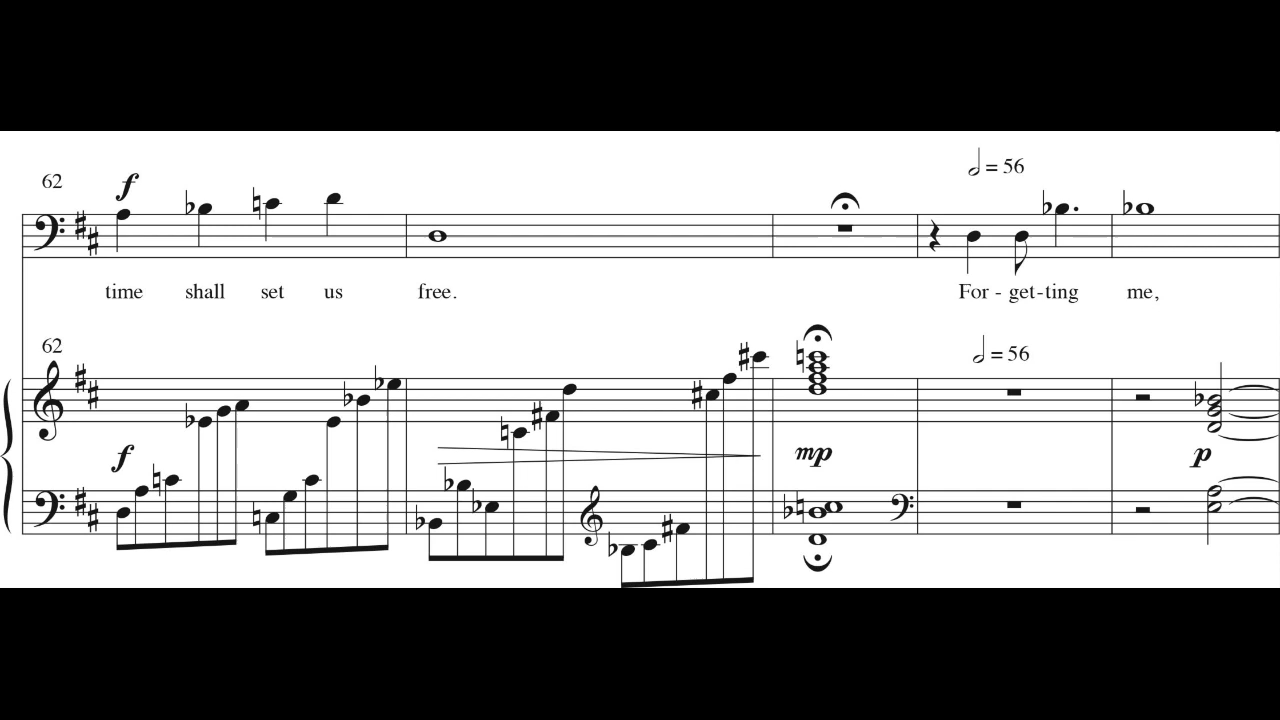 𝅗𝅥 = 56
62
f
time shall set us free. For - get-ting me,
62
𝅗𝅥 = 56
f
mp
p